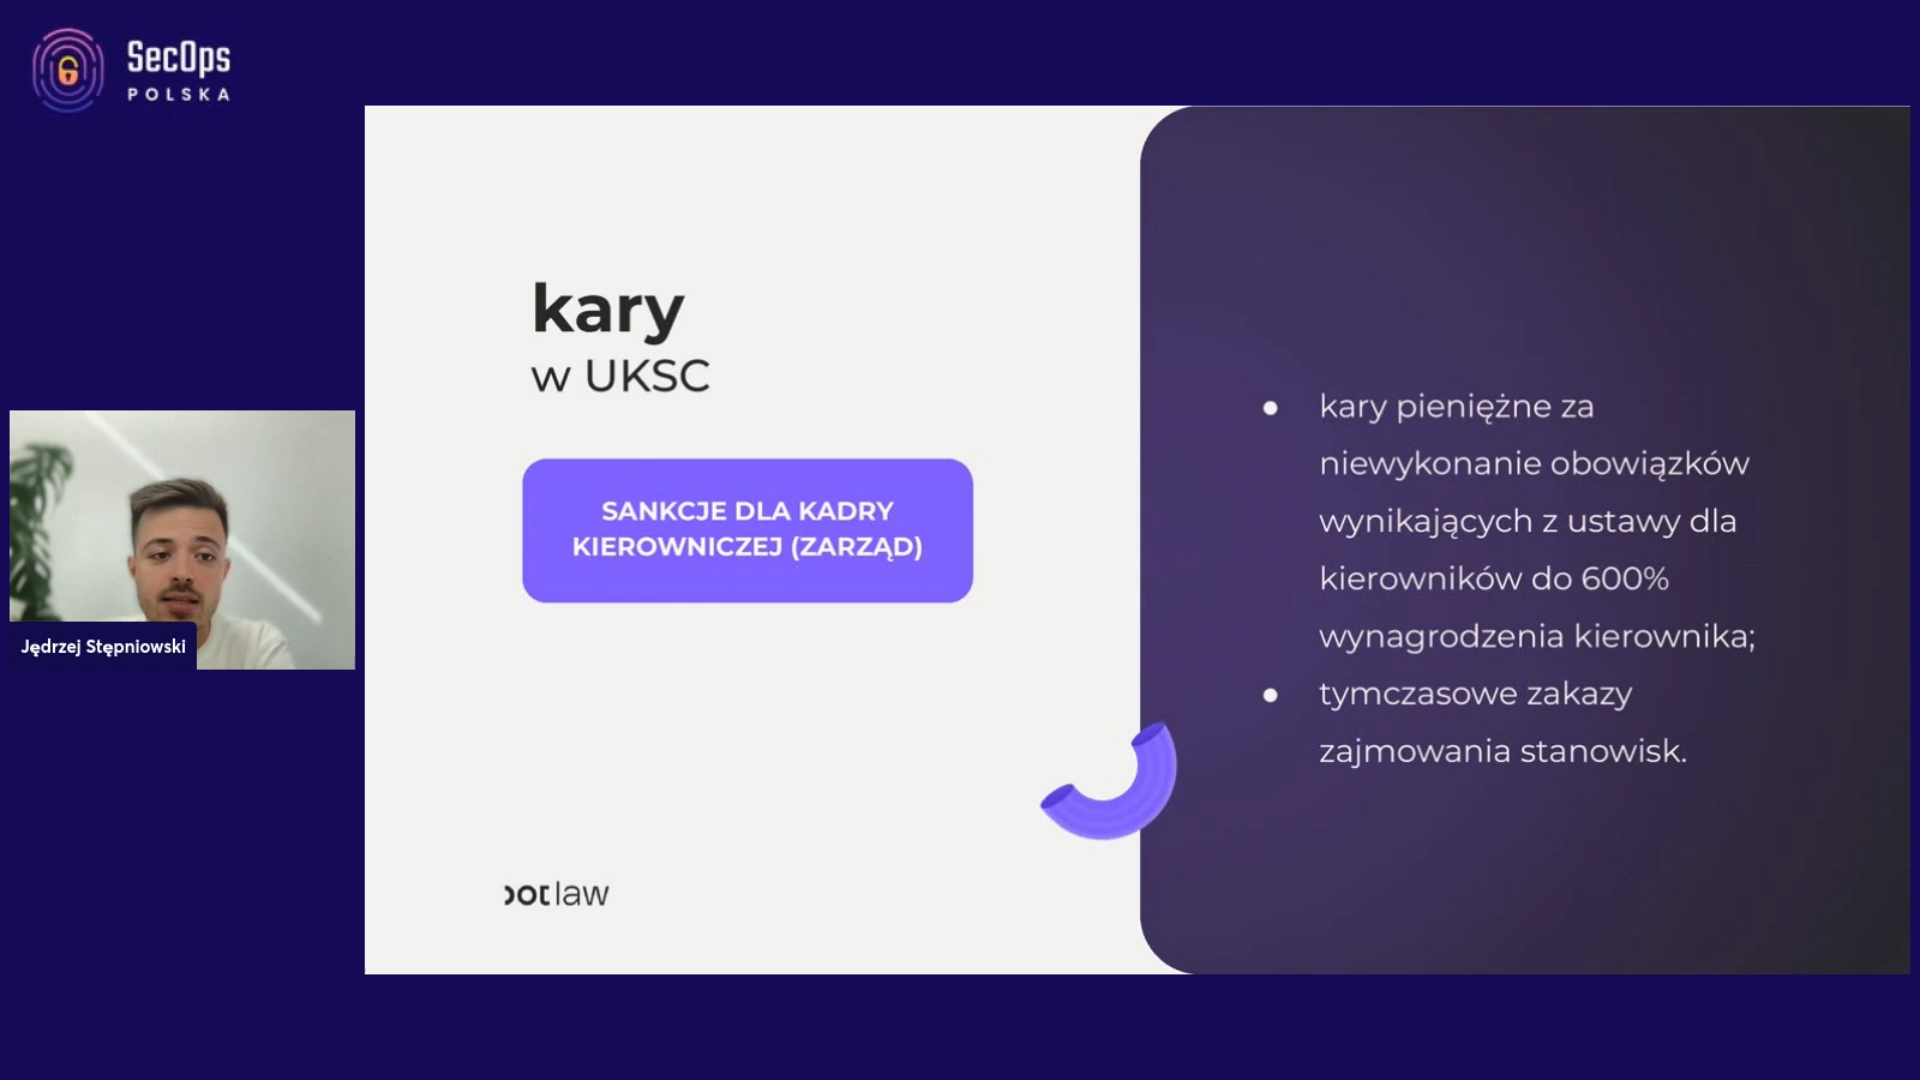 SecOps
POLSKA
kary
w UKSC
SANKCJE DLA KADRY
KIEROWNICZEJ (ZARZĄD)
kary pieniężne za
niewykonanie obowiązków
wynikających z ustawy dla
kierowników do 600%
wynagrodzenia kierownika;
tymczasowe zakazy
zajmowania stanowisk.
Jędrzej Stępniowski
law